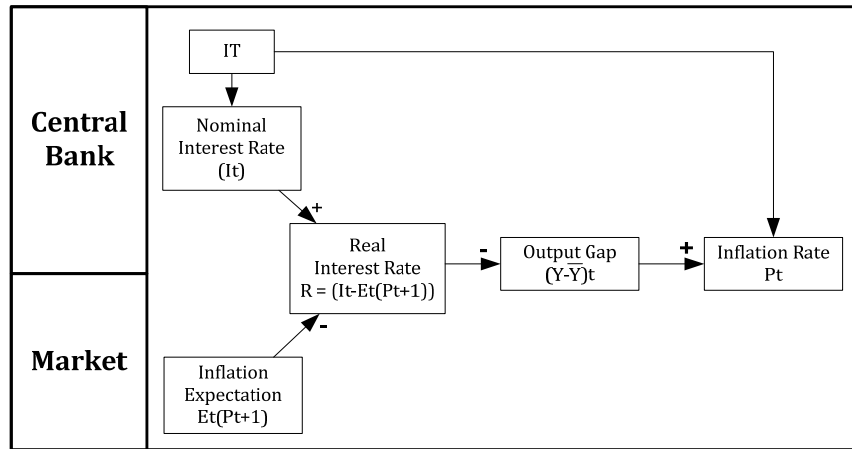 Central
Bank
Market
IT
Nominal
Interest Rate
(It)
+
Real
Interest Rate
R = (It-Et(Pt+1))
-
Inflation
Expectation
Et(Pt+1)
-
Output Gap
(Y-Y̅)t
+
Inflation Rate
Pt